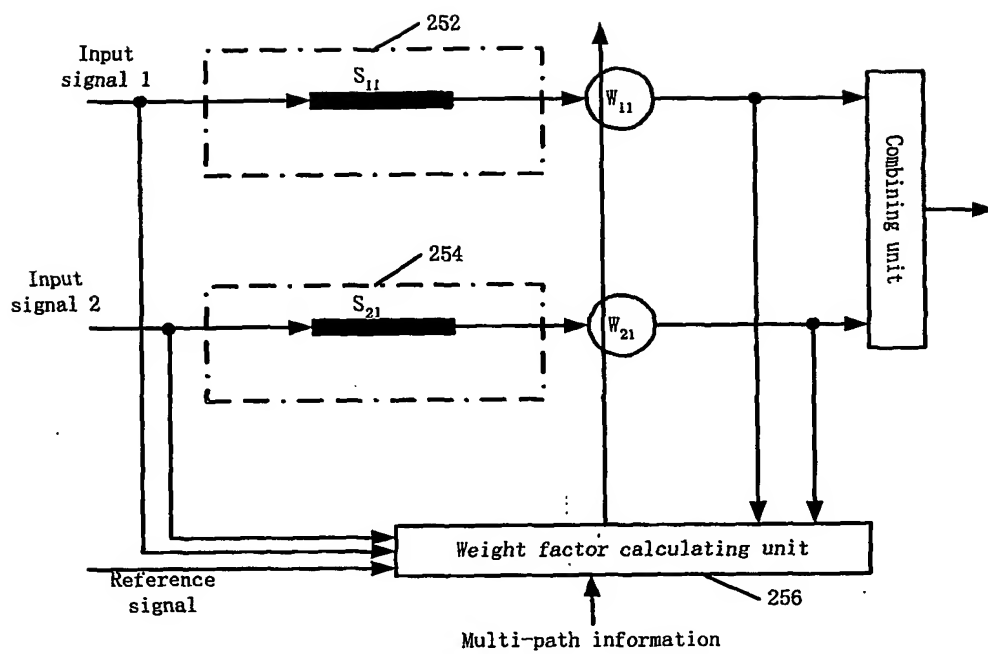 252
Input
signal 1
S11
W11
Combining unit
254
Input
signal 2
S21
W21
Weight factor calculating unit
Reference
signal
256
Multi-path information